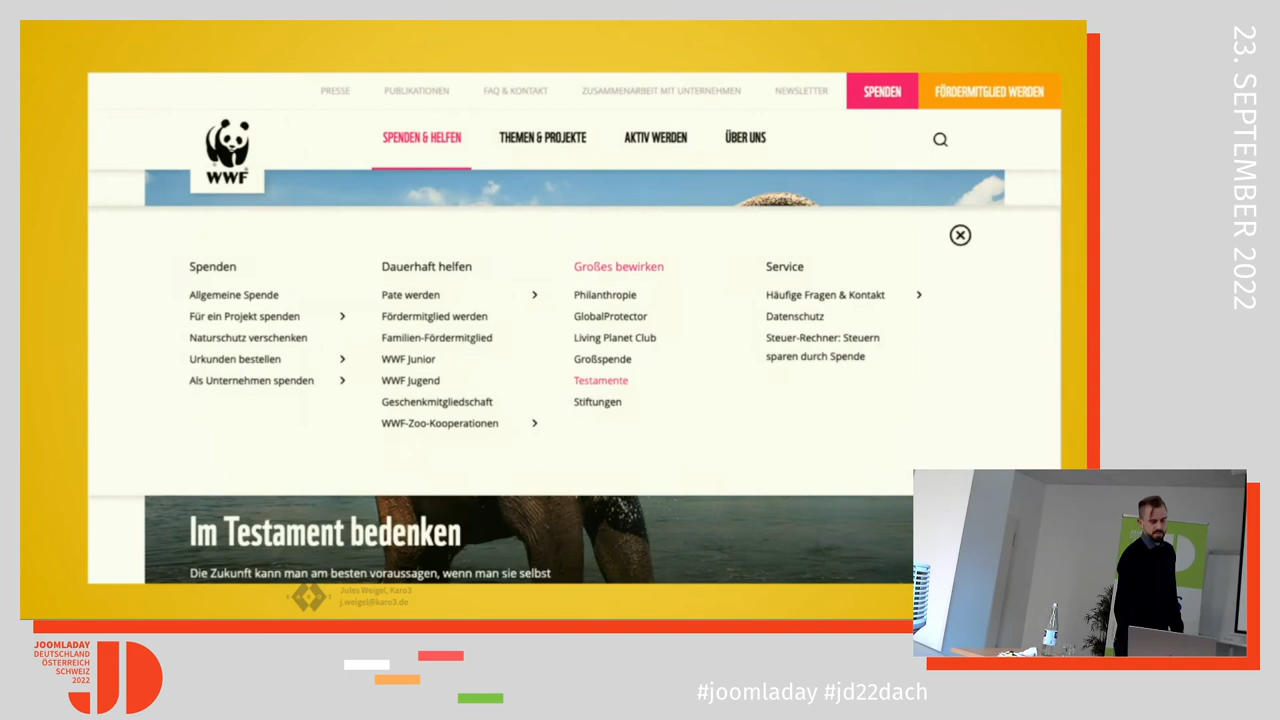 PRESSE PUBLIKATIONEN FAQ & KONTAKT ZUSAMMENARBEIT MIT UNTERNEHMEN NEWSLETTER SPENDEN FÖRDERMITGLIED WERDEN
SPENDEN & HELFEN THEMEN & PROJEKTE AKTIV WERDEN ÜBER UNS
WWF
Spenden
Allgemeine Spende
Für ein Projekt spenden
Naturschutz verschenken
Urkunden bestellen
Als Unternehmen spenden
Dauerhaft helfen
Pate werden
Fördermitglied werden
Familien-Fördermitglied
WWF Junior
WWF Jugend
Geschenkmitgliedschaft
WWF-Zoo-Kooperationen
Großes bewirken
Philanthropie
GlobalProtector
Living Planet Club
Großspende
Testamente
Stiftungen
Service
Häufige Fragen & Kontakt
Datenschutz
Steuer-Rechner: Steuern
sparen durch Spende
Im Testament bedenken
Die Zukunft kann man am besten voraussagen, wenn man sie selbst
Jules Weigel, Karo3
j.weigel@karo3.de
23. SEPTEMBER 2022
JOOMLADAY
DEUTSCHLAND
ÖSTERREICH
SCHWEIZ
2022
JD
#joomladay #jd22dach